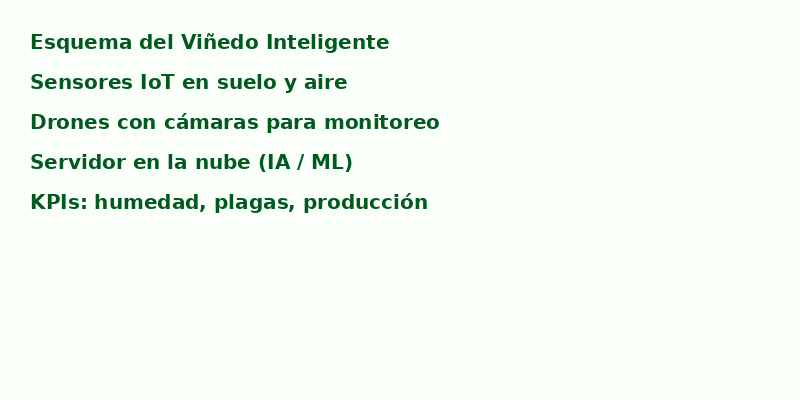 Esquema del Viñedo Inteligente
Sensores IoT en suelo y aire
Drones con cámaras para monitoreo
Servidor en la nube (IA / ML)
KPIs: humedad, plagas, producción